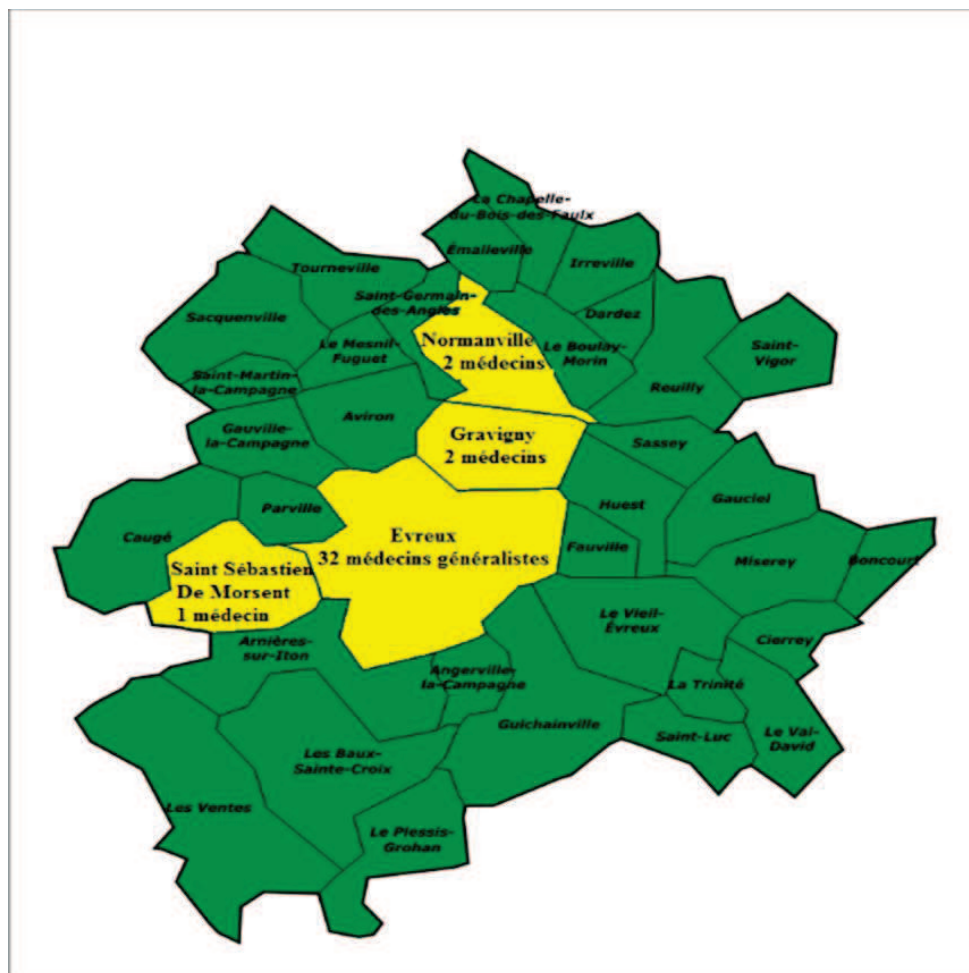 La Chapelle-
du-Bois-des-Faulx
Émalleville
Irreville
Tourneville
Saint-Germain-
des-Angles
Dardez
Sacquenville
Normanville
2 médecins
Le Boulay-
Morin
Saint-
Vigor
Le Mesnil-
Fuguet
Saint-Martin-
la-Campagne
Reuilly
Aviron
Gauville-
la-Campagne
Gravigny
2 médecins
Sassey
Gauciel
Huest
Parville
Caugé
Evreux
32 médecins généralistes
Fauville
Miserey
Boncourt
Saint Sébastien
De Morsent
1 médecin
Le Vieil-
Évreux
Cierrey
Arnières-
sur-Iton
Angerville-
la-Campagne
La Trinité
Guichainville
Saint-Luc
Le Val-
David
Les Baux-
Sainte-Croix
Les Ventes
Le Plessis-
Grohan